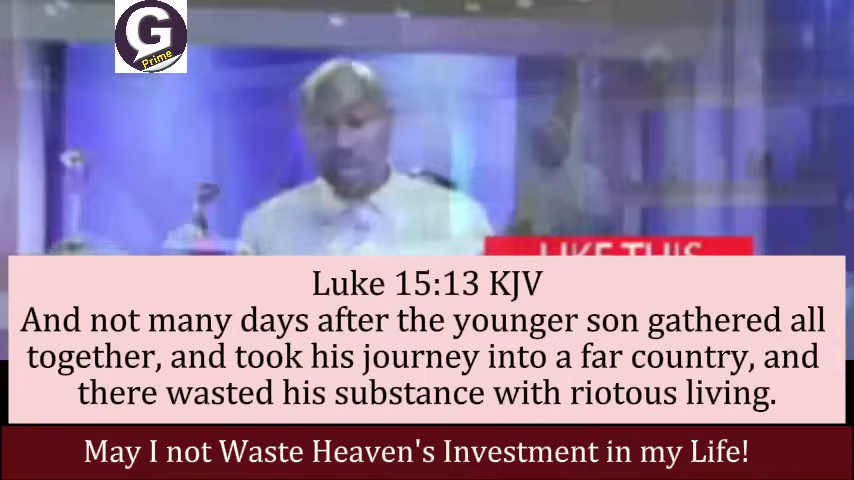 G
Prime
LIKE THIS
Luke 15:13 KJV
And not many days after the younger son gathered all
together, and took his journey into a far country, and
there wasted his substance with riotous living.
May I not Waste Heaven's Investment in my Life!